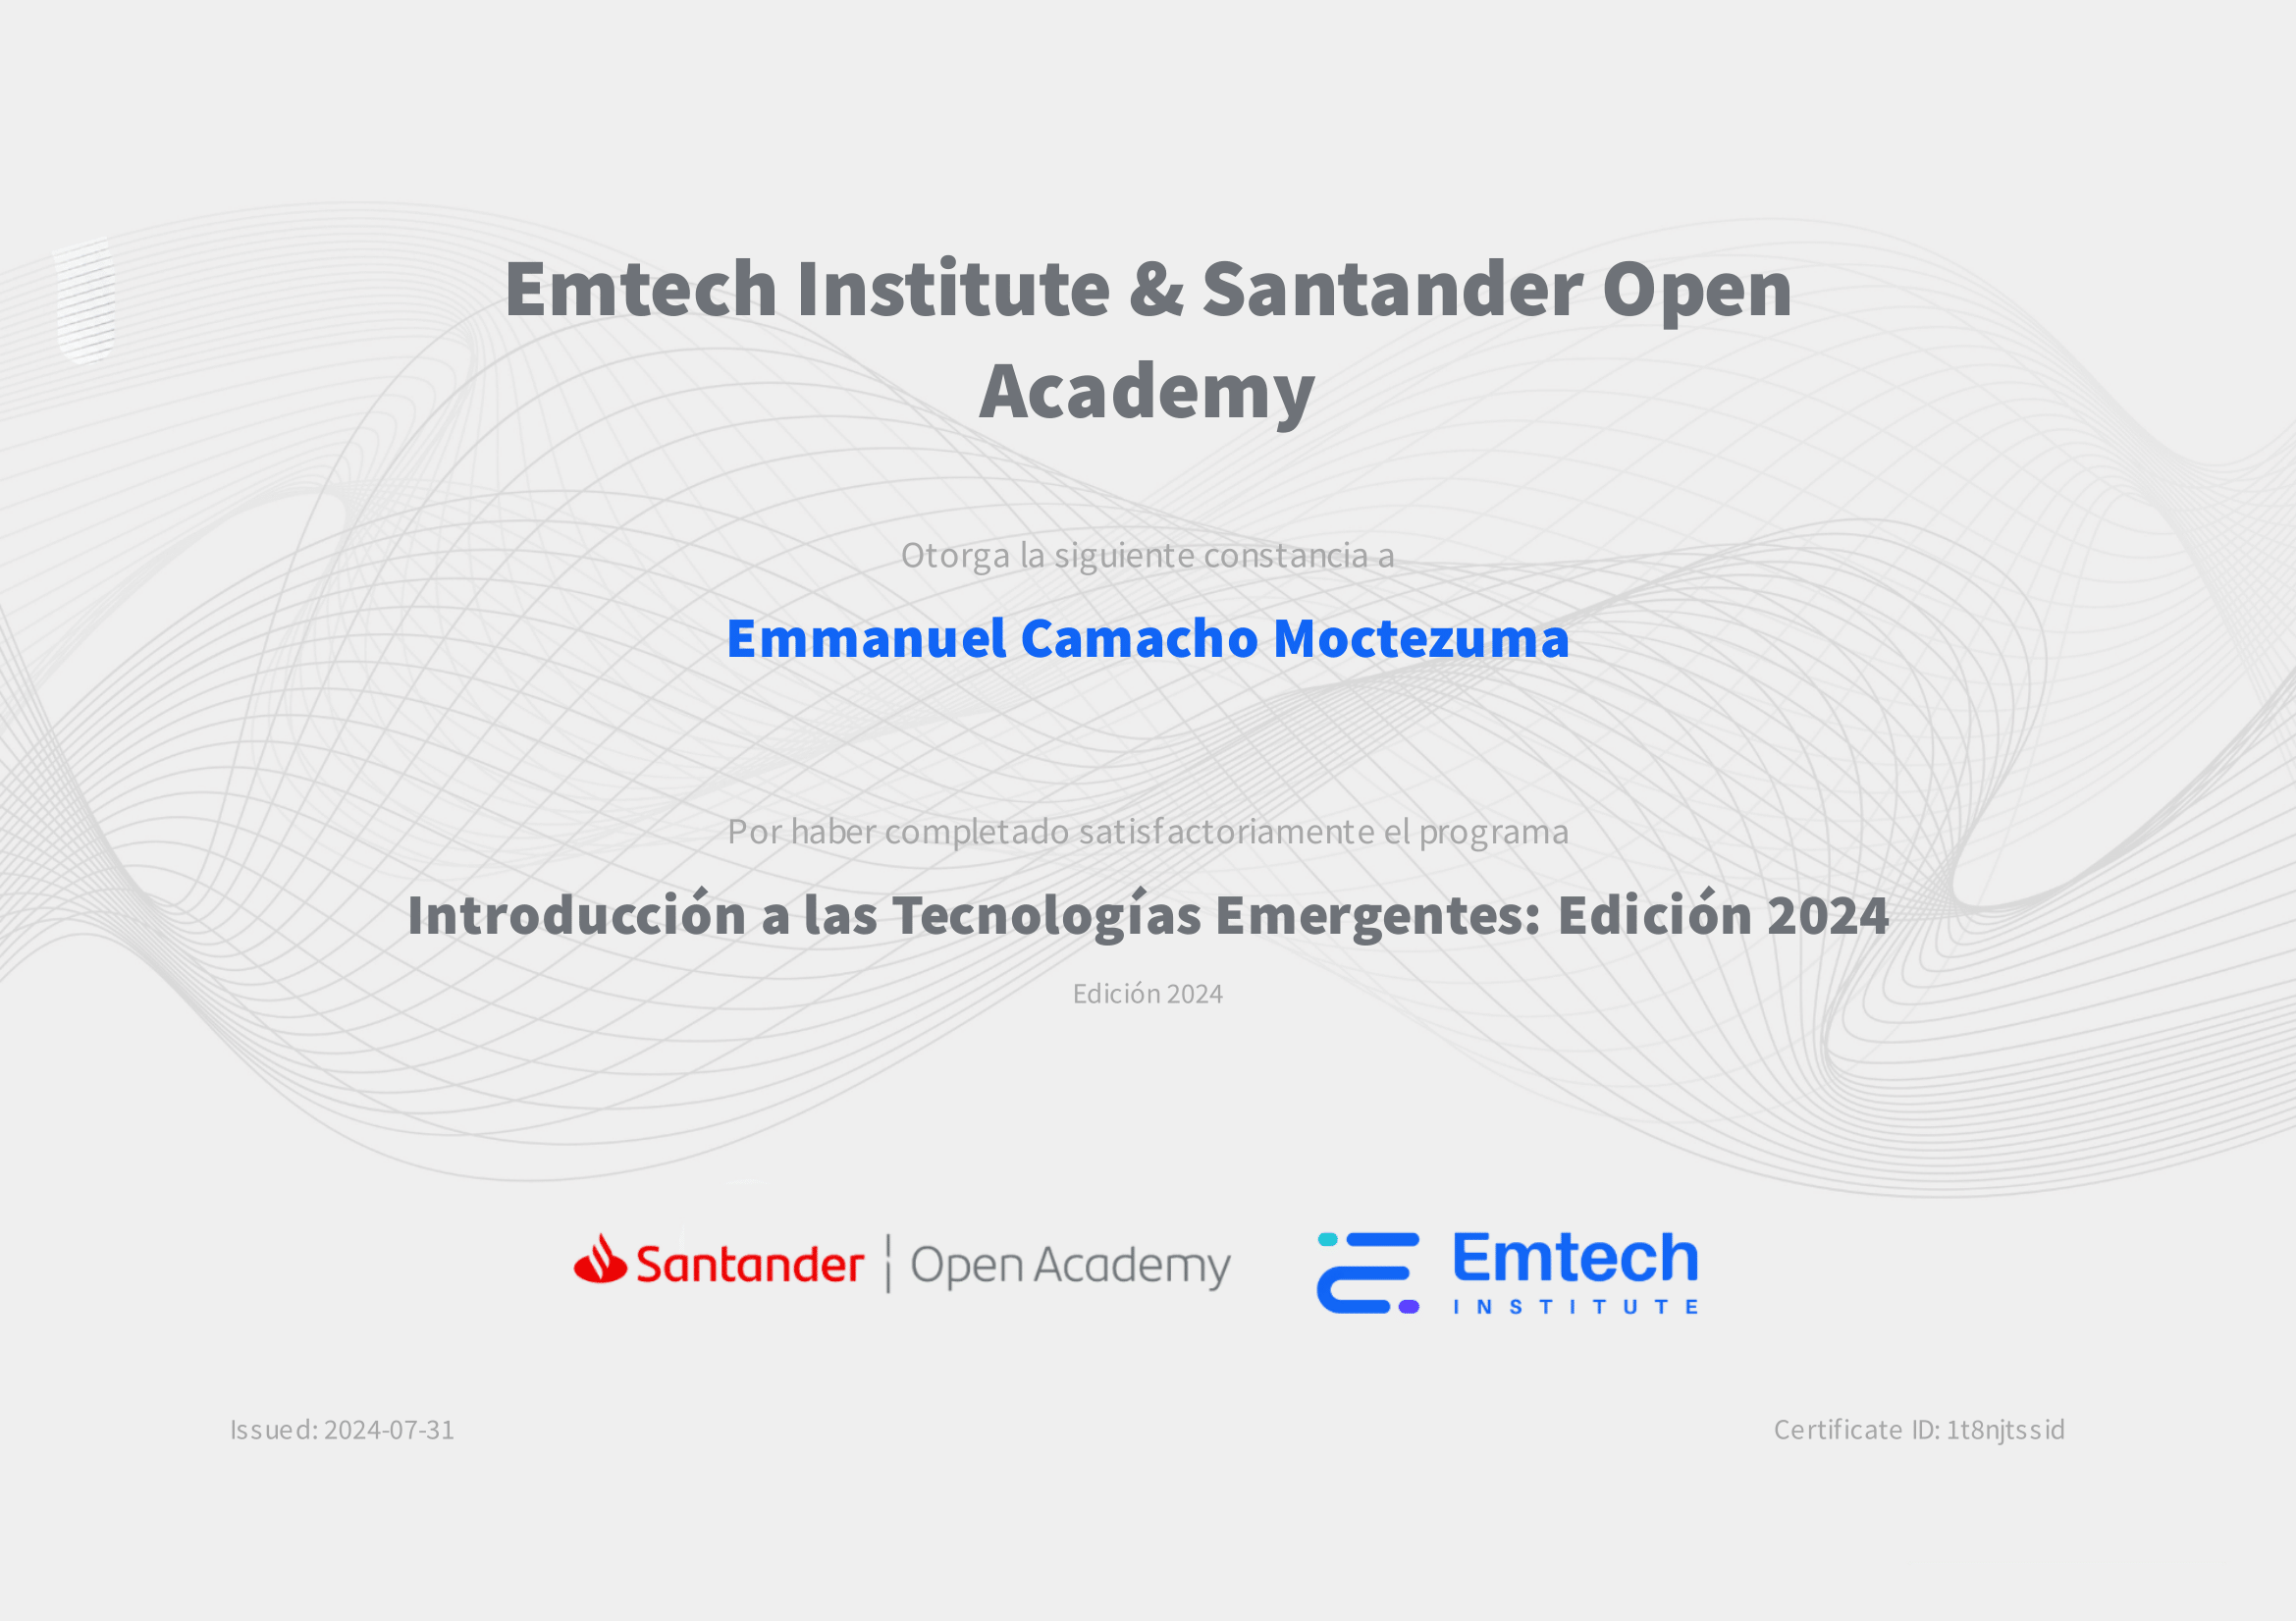 Emtech Institute & Santander Open
Academy
Otorga la siguiente constancia a
Emmanuel Camacho Moctezuma
Por haber completado satisfactoriamente el programa
Introducción a las Tecnologías Emergentes: Edición 2024
Edición 2024
Santander | Open Academy
Emtech
INSTITUTE
Issued: 2024-07-31
Certificate ID: 1t8njtssid